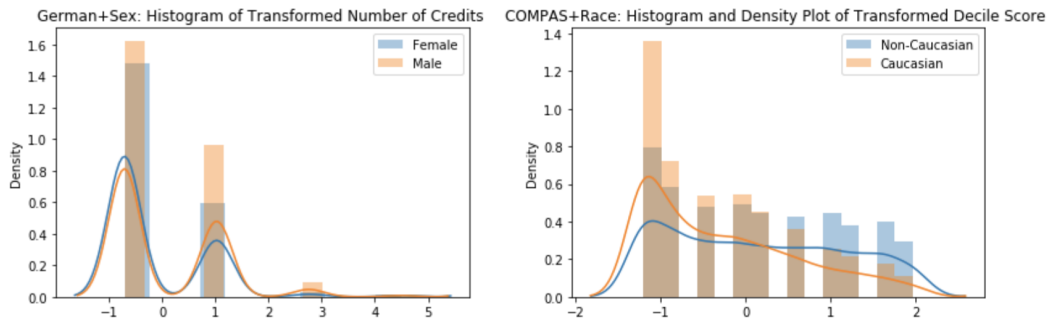 German+Sex: Histogram of Transformed Number of Credits
Female
Male
Density
1.6
1.4
1.2
1.0
0.8
0.6
0.4
0.2
0.0
−1 0 1 2 3 4 5
COMPAS+Race: Histogram and Density Plot of Transformed Decile Score
Non-Caucasian
Caucasian
Density
1.4
1.2
1.0
0.8
0.6
0.4
0.2
0.0
−2 −1 0 1 2